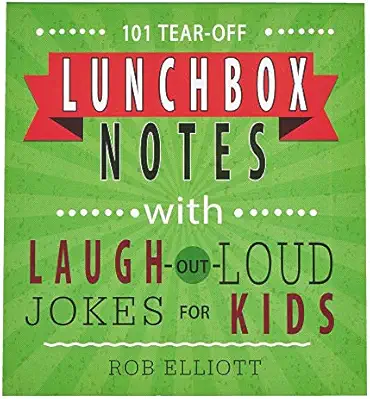 101 TEAR-OFF
LUNCHBOX
NOTES
with
LAUGH-OUT-LOUD
JOKES FOR KIDS
ROB ELLIOTT